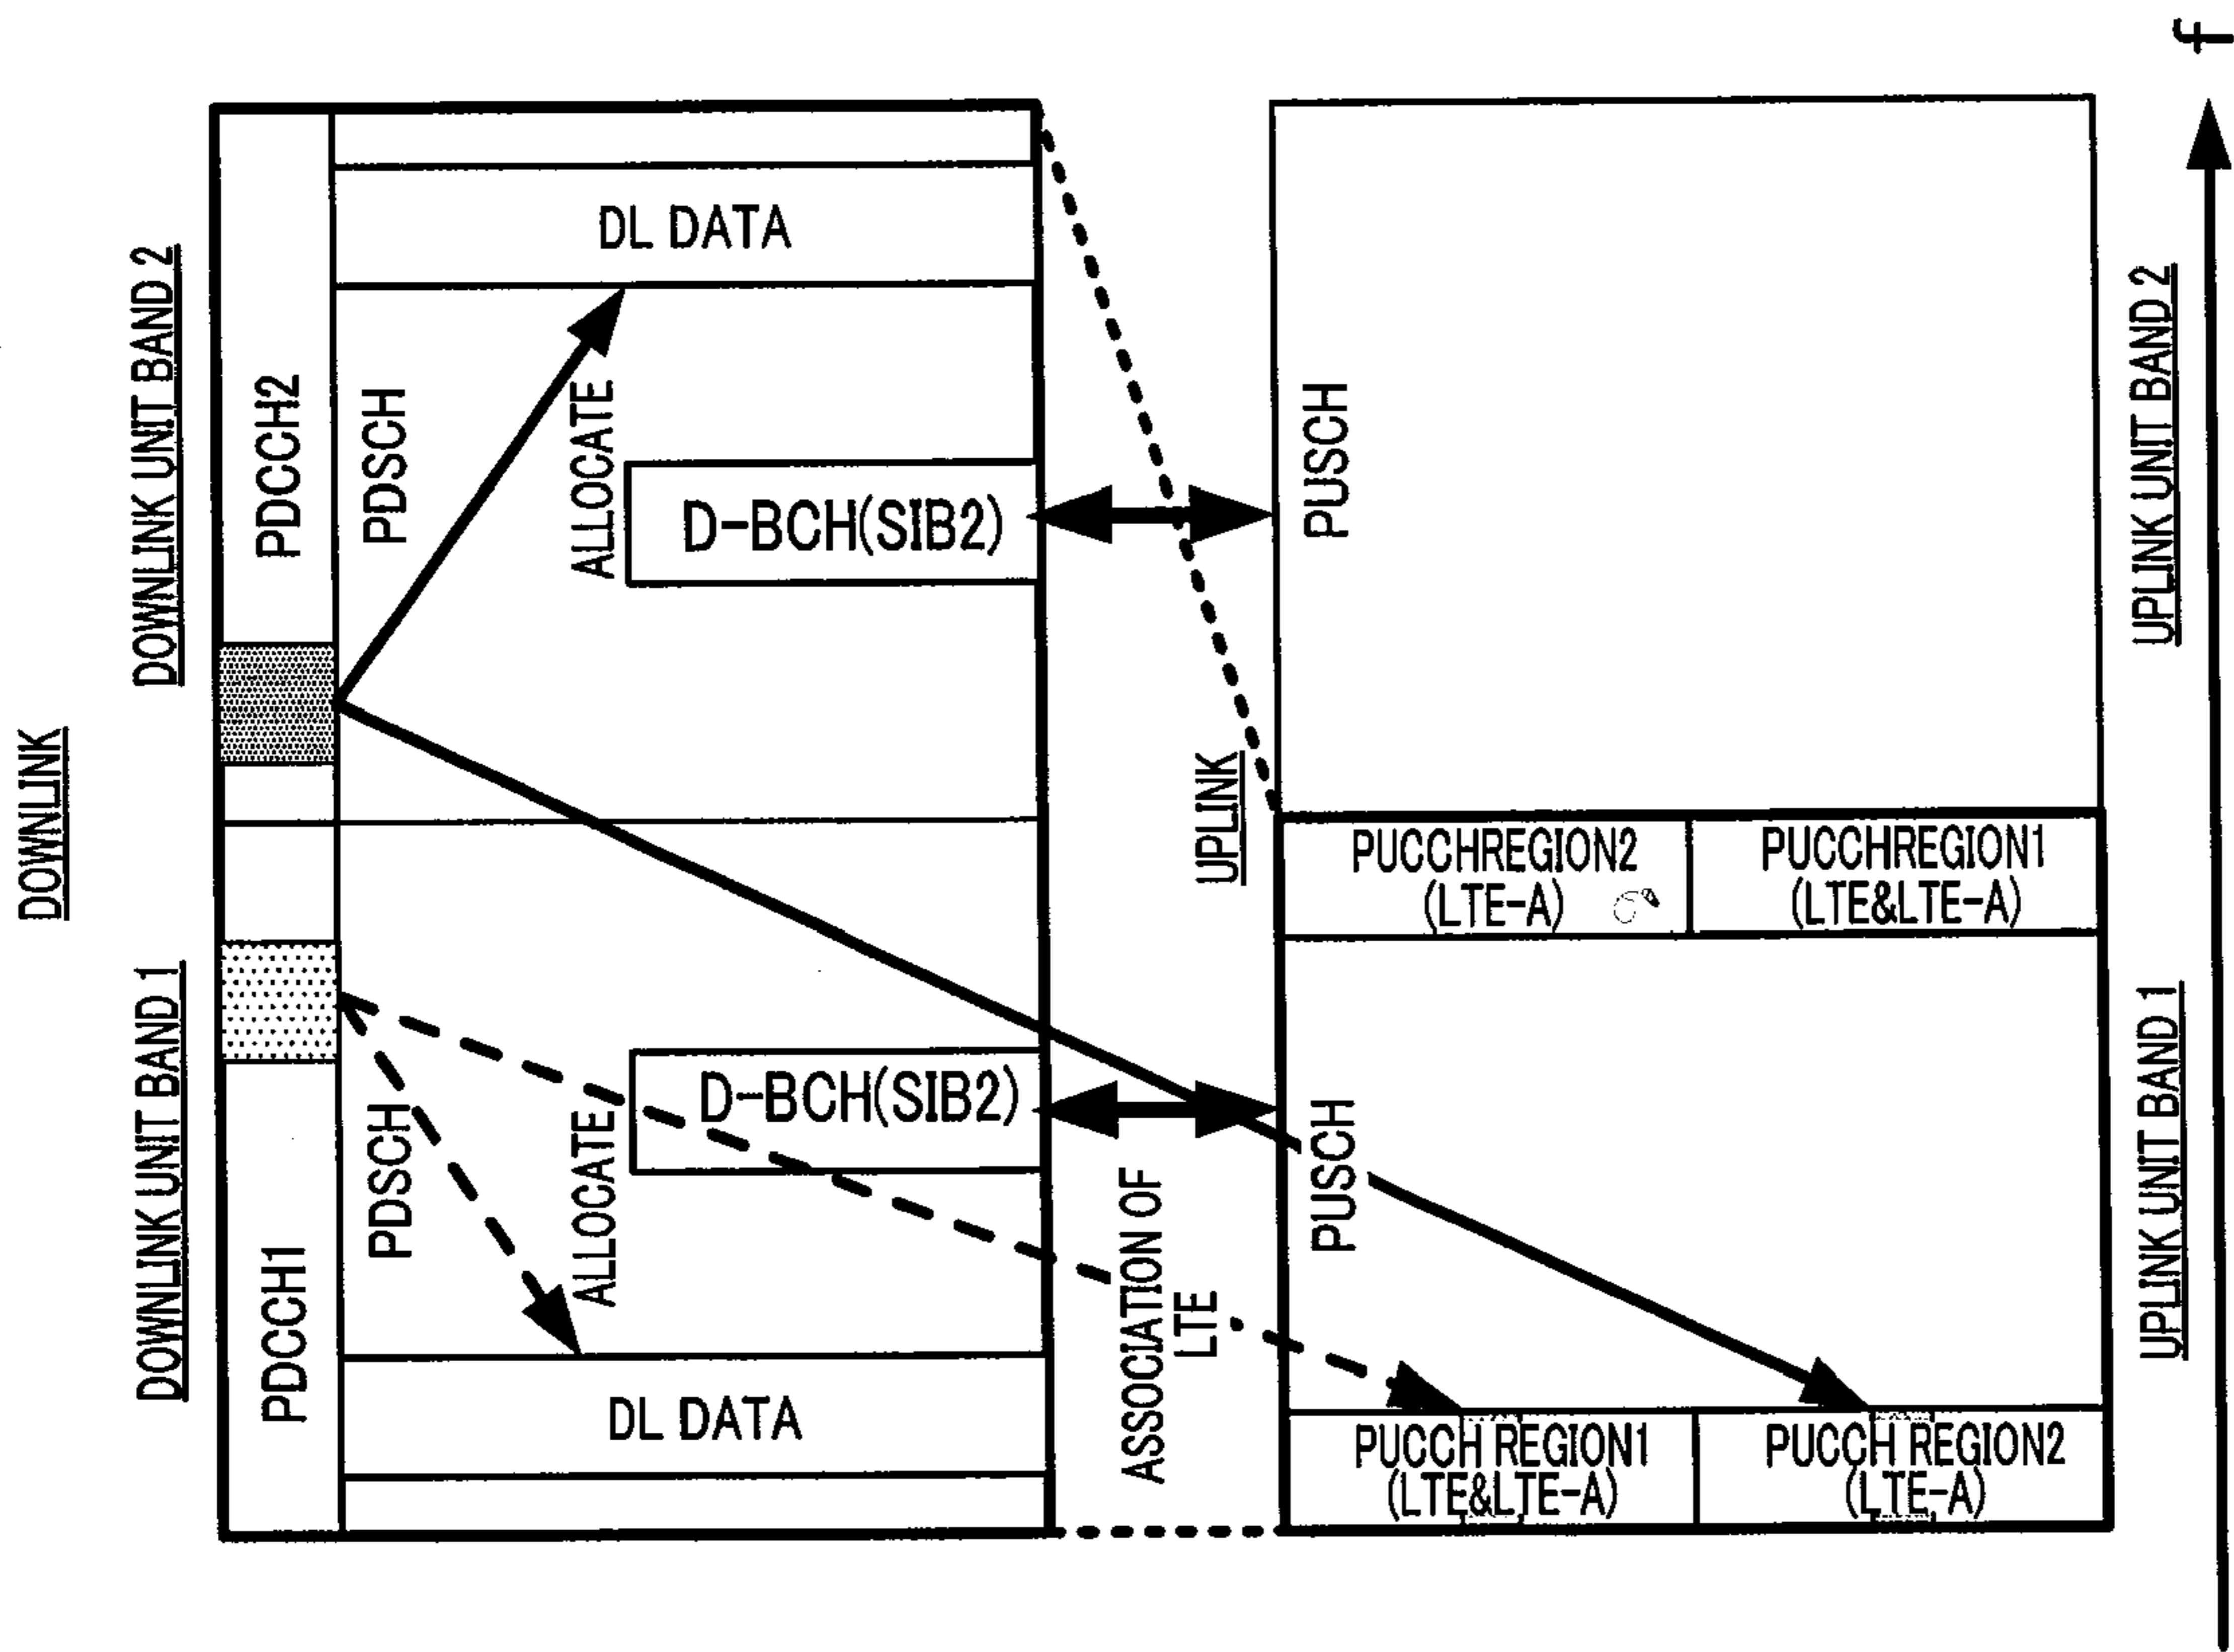 DOWNLINK
DOWNLINK UNIT BAND 1
DOWNLINK UNIT BAND 2
PDCCH1
PDCCH2
PDSCH
PDSCH
ALLOCATE
ALLOCATE
DL DATA
D-BCH(SIB2)
D-BCH(SIB2)
DL DATA
ASSOCIATION OF
LTE
UPLINK
PUSCH
PUSCH
PUCCH REGION1
(LTE&LTE-A)
PUCCH REGION2
(LTE-A)
PUCCHREGION2
(LTE-A)
PUCCHREGION1
(LTE&LTE-A)
UPLINK UNIT BAND 1
UPLINK UNIT BAND 2
f